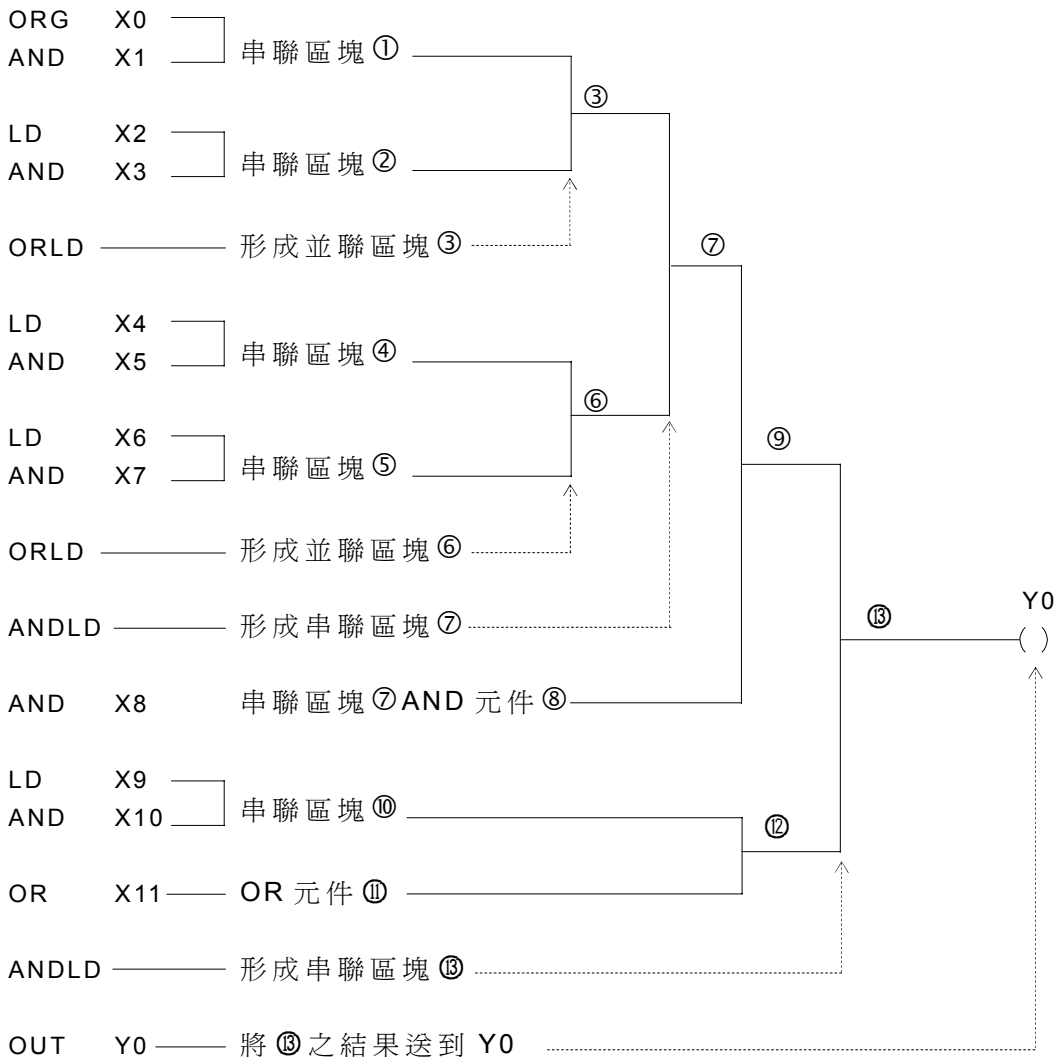 ORG X0
AND X1 串聯區塊①
③
LD X2
AND X3 串聯區塊②
ORLD 形成並聯區塊③
⑦
LD X4
AND X5 串聯區塊④
⑥
LD X6
AND X7 串聯區塊⑤
⑨
ORLD 形成並聯區塊⑥
Y0
ANDLD 形成串聯區塊⑦
⑬
( )
AND X8 串聯區塊⑦AND 元件⑧
LD X9
AND X10 串聯區塊⑩
⑫
OR X11 OR 元件⑪
ANDLD 形成串聯區塊⑬
OUT Y0 將⑬之結果送到 Y0